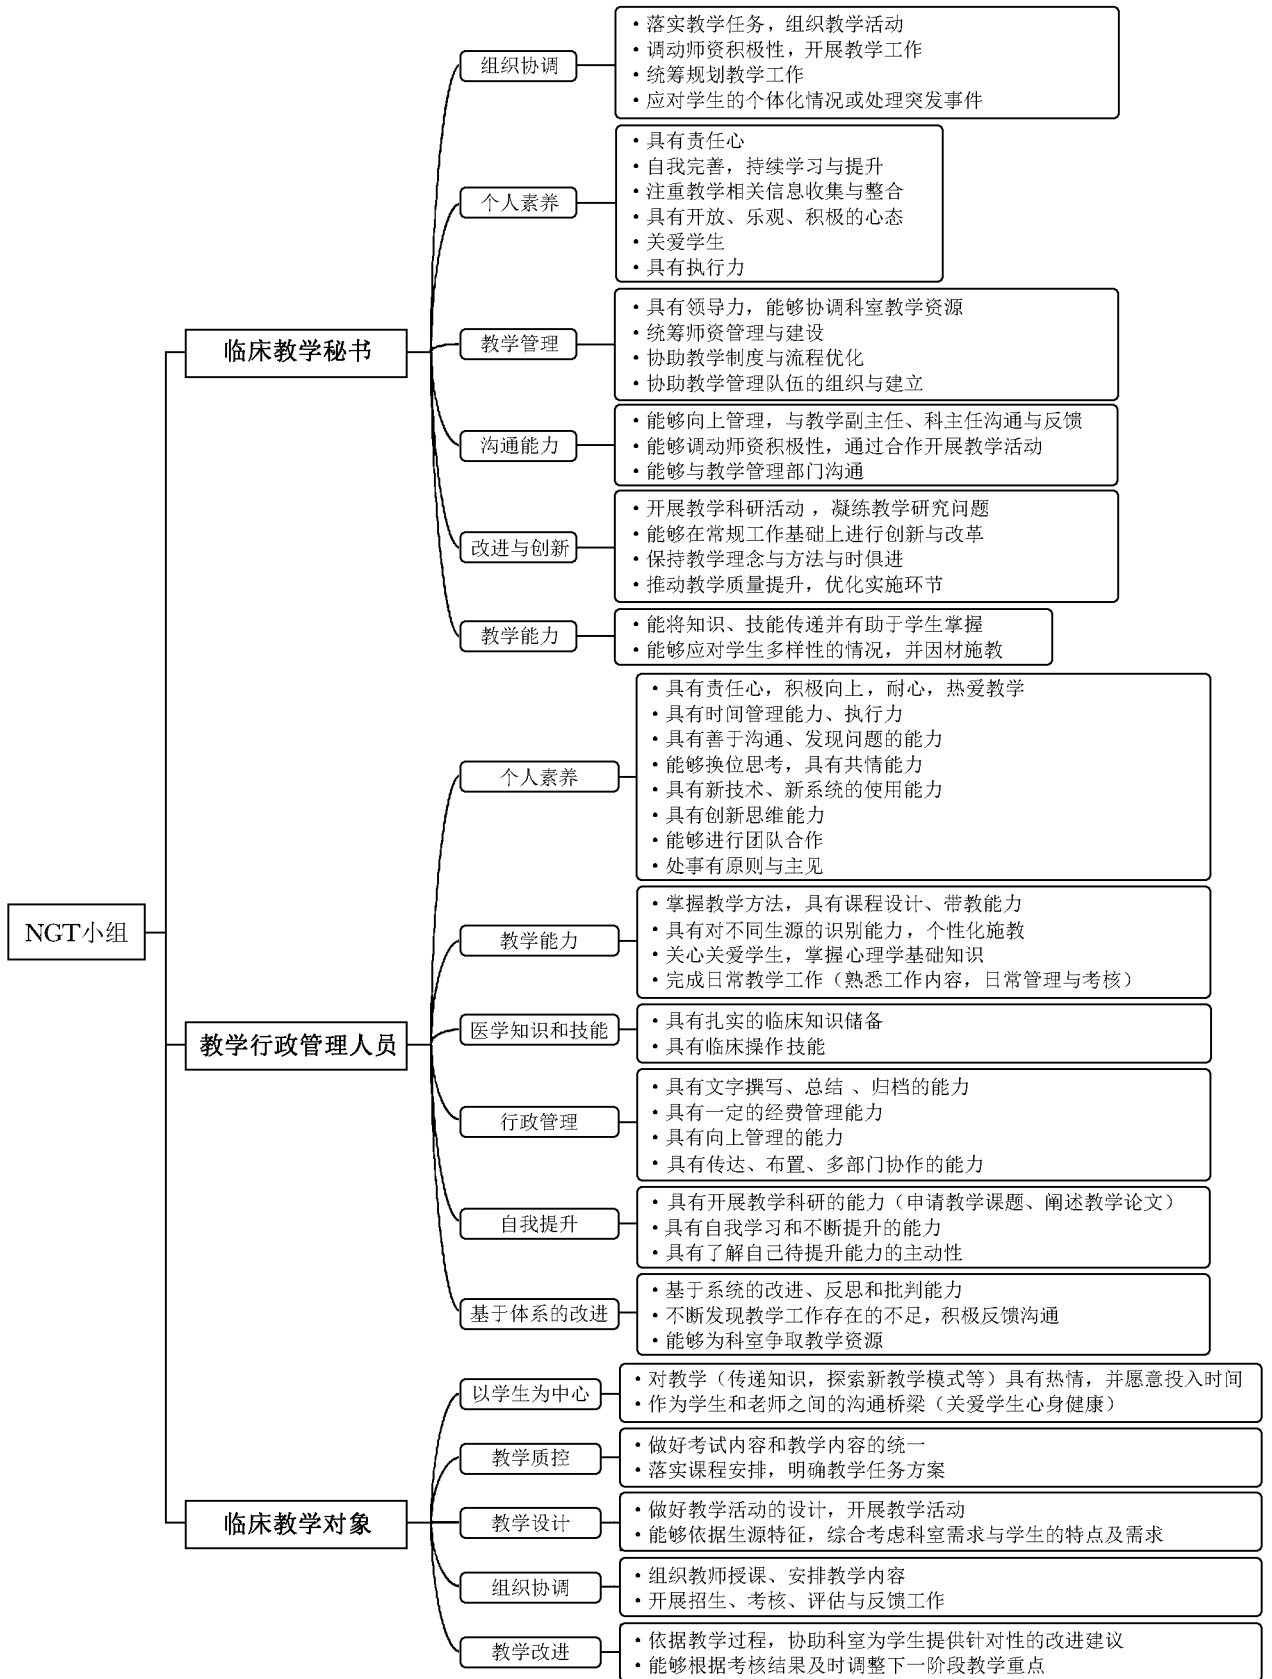 NGT小组
临床教学秘书
组织协调
・落实教学任务，组织教学活动
・调动师资积极性，开展教学工作
・统筹规划教学工作
・应对学生的个体化情况或处理突发事件
个人素养
・具有责任心
・自我完善，持续学习与提升
・注重教学相关信息收集与整合
・具有开放、乐观、积极的心态
・关爱学生
・具有执行力
教学管理
・具有领导力，能够协调科室教学资源
・统筹师资管理与建设
・协助教学制度与流程优化
・协助教学管理队伍的组织与建立
沟通能力
・能够向上管理，与教学副主任、科主任沟通与反馈
・能够调动师资积极性，通过合作开展教学活动
・能够与教学管理部门沟通
改进与创新
・开展教学科研活动，凝练教学研究问题
・能够在常规工作基础上进行创新与改革
・保持教学理念与方法与时俱进
・推动教学质量提升，优化实施环节
教学能力
・能将知识、技能传递并有助于学生掌握
・能够应对学生多样性的情况，并因材施教
教学行政管理人员
个人素养
・具有责任心，积极向上，耐心，热爱教学
・具有时间管理能力、执行力
・具有善于沟通、发现问题的能力
・能够换位思考，具有共情能力
・具有新技术、新系统的使用能力
・具有创新思维能力
・能够进行团队合作
・处事有原则与主见
教学能力
・掌握教学方法，具有课程设计、带教能力
・具有对不同生源的识别能力，个性化施教
・关心关爱学生，掌握心理学基础知识
・完成日常教学工作（熟悉工作内容，日常管理与考核）
医学知识和技能
・具有扎实的临床知识储备
・具有临床操作技能
行政管理
・具有文字撰写、总结、归档的能力
・具有一定的经费管理能力
・具有向上管理的能力
・具有传达、布置、多部门协作的能力
自我提升
・具有开展教学科研的能力（申请教学课题、阐述教学论文）
・具有自我学习和不断提升的能力
・具有了解自己待提升能力的主动性
基于体系的改进
・基于系统的改进、反思和批判能力
・不断发现教学工作存在的不足，积极反馈沟通
・能够为科室争取教学资源
临床教学对象
以学生为中心
・对教学（传递知识，探索新教学模式等）具有热情，并愿意投入时间
・作为学生和老师之间的沟通桥梁（关爱学生心身健康）
教学质控
・做好考试内容和教学内容的统一
・落实课程安排，明确教学任务方案
教学设计
・做好教学活动的设计，开展教学活动
・能够依据生源特征，综合考虑科室需求与学生的特点及需求
组织协调
・组织教师授课、安排教学内容
・开展招生、考核、评估与反馈工作
教学改进
・依据教学过程，协助科室为学生提供针对性的改进建议
・能够根据考核结果及时调整下一阶段教学重点